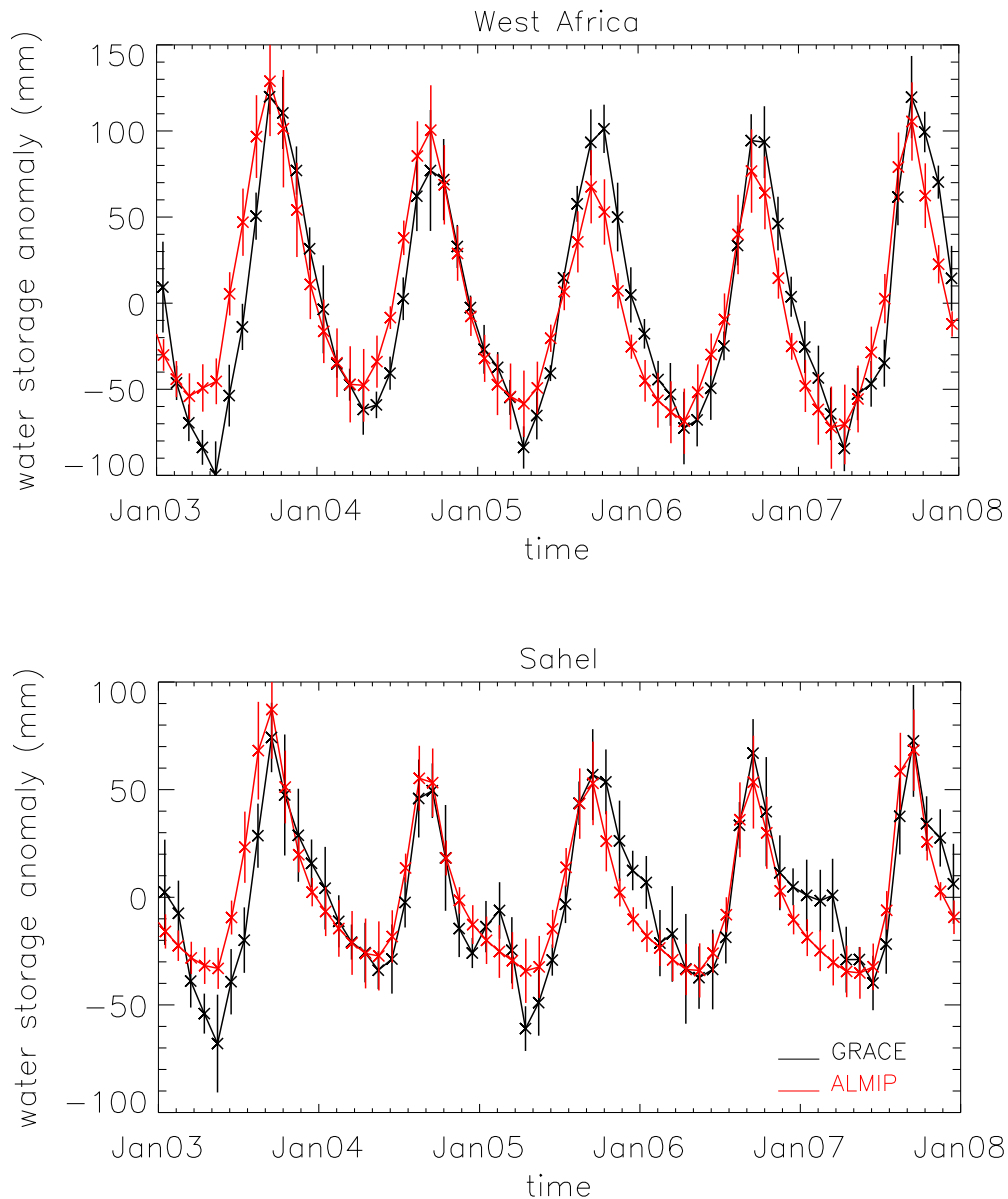 West Africa
water storage anomaly (mm)
150
100
50
0
−50
−100
Jan03 Jan04 Jan05 Jan06 Jan07 Jan08
time
Sahel
water storage anomaly (mm)
100
50
0
−50
−100
GRACE
ALMIP
Jan03 Jan04 Jan05 Jan06 Jan07 Jan08
time